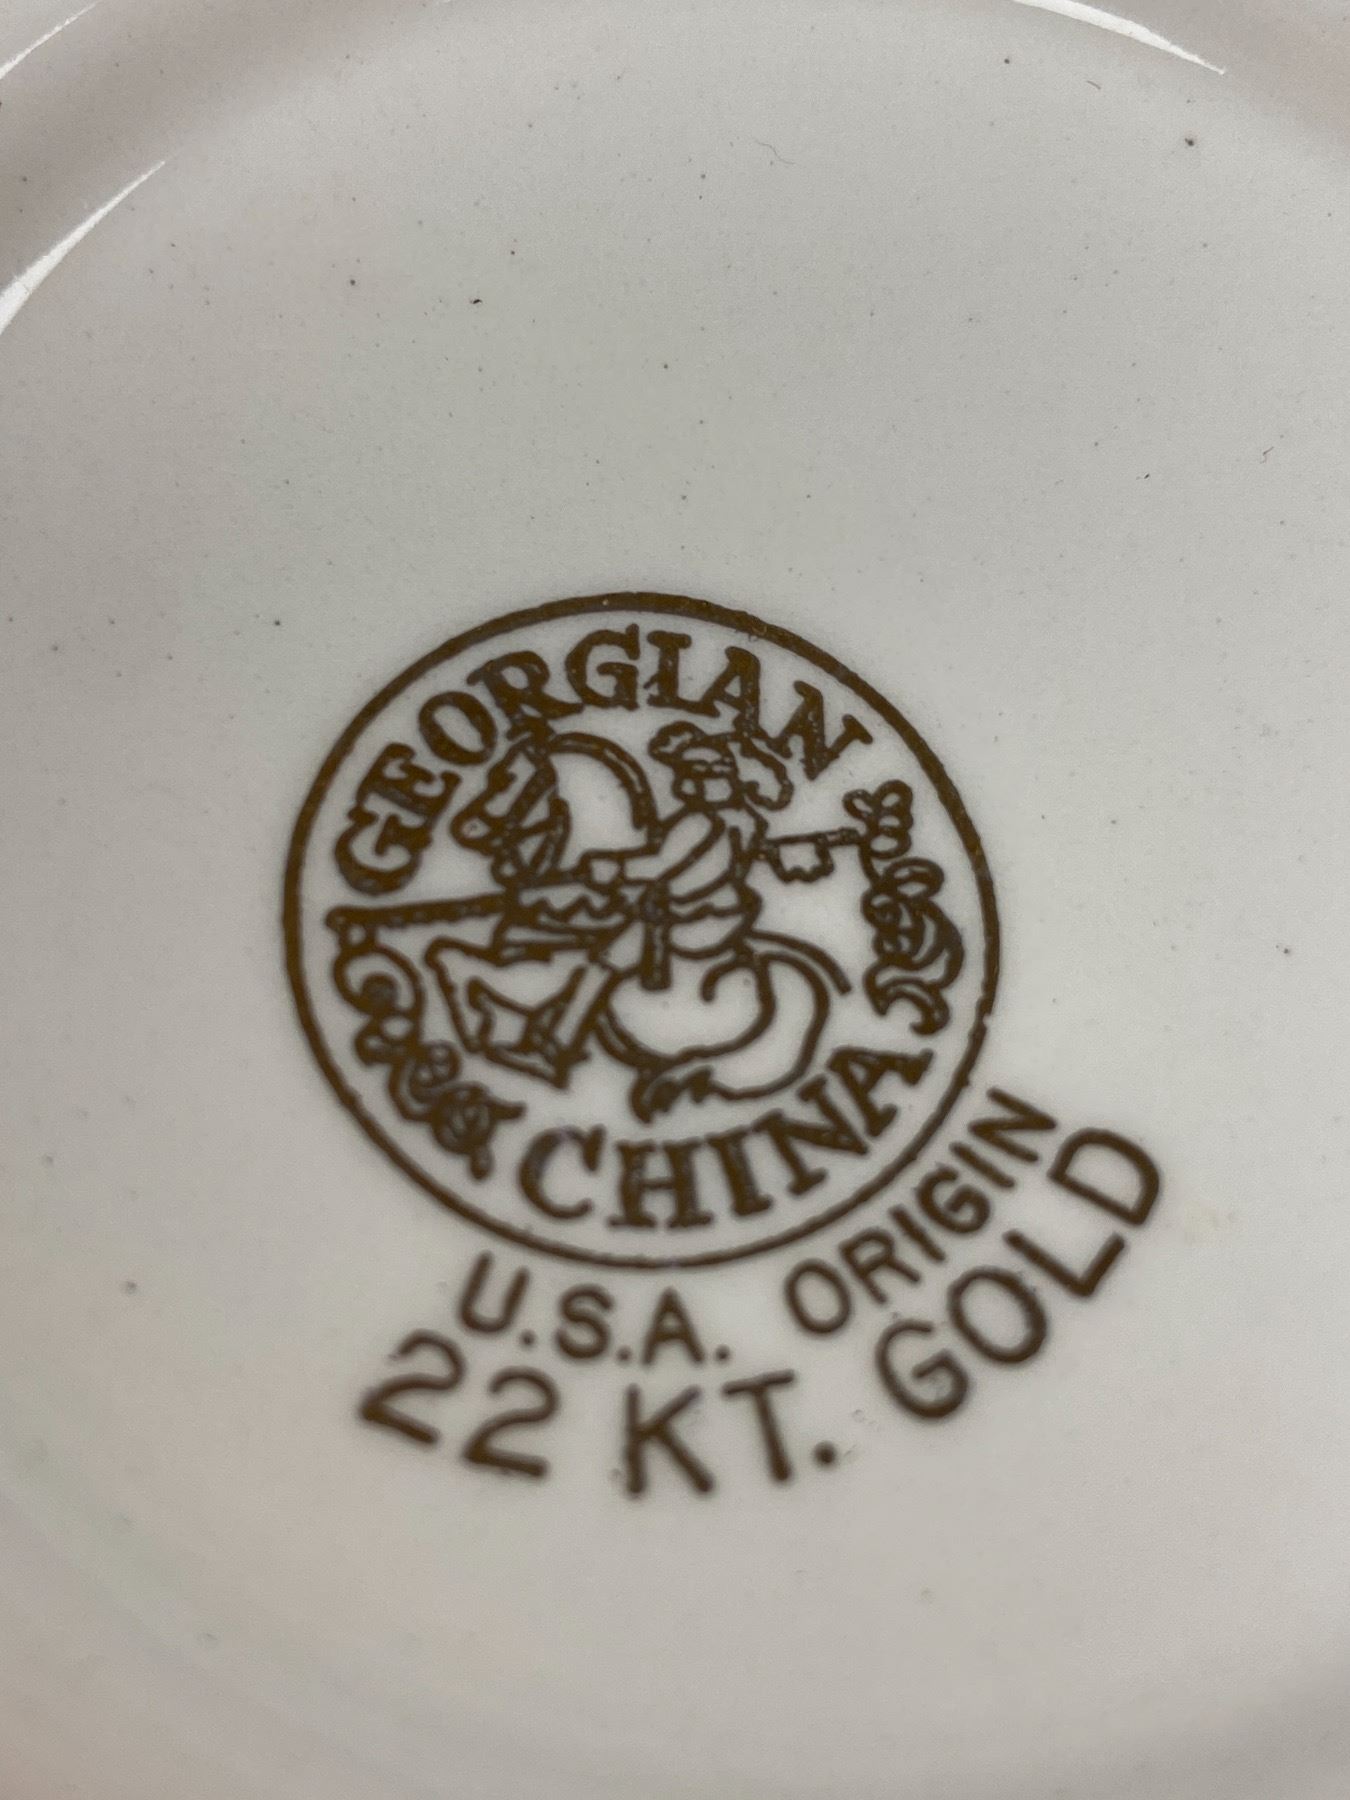 GEORGIAN
CHINA
U.S.A. ORIGIN
22 KT. GOLD